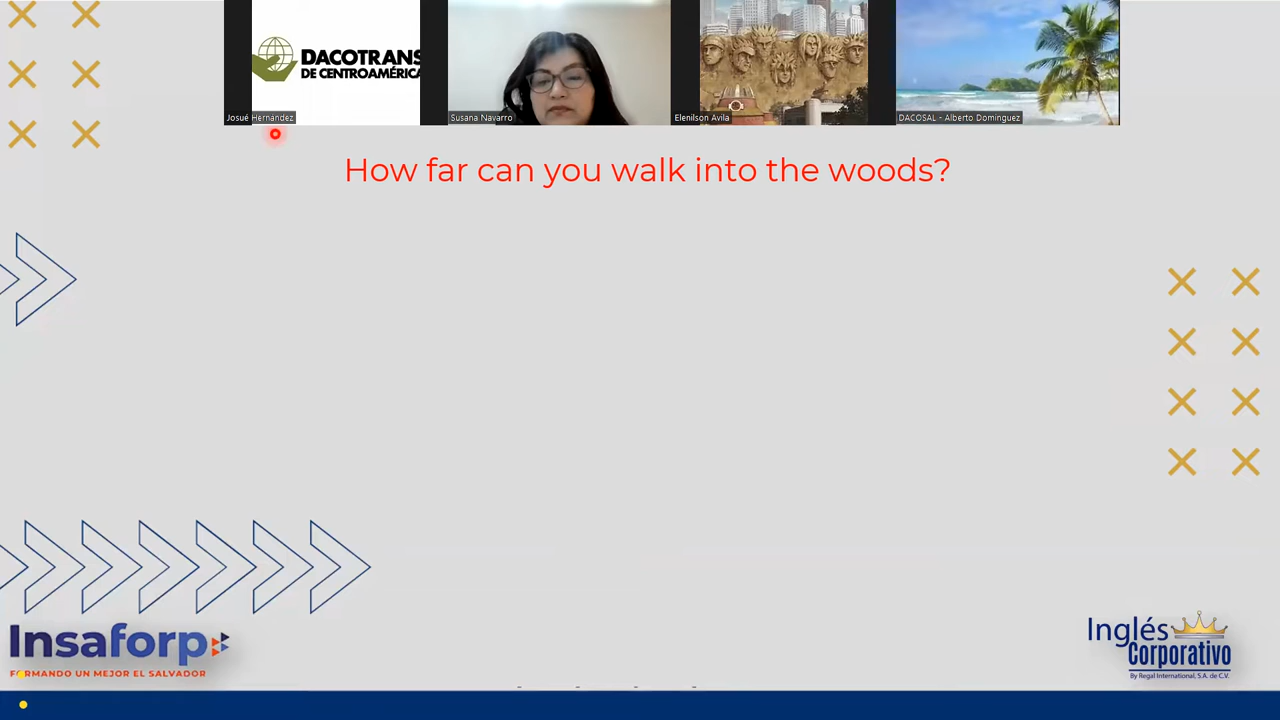 DACOTRANS
DE CENTROAMÉRICA
Josué Hernández
Susana Navarro
Elenilson Avila
DACOSAL - Alberto Dominguez
How far can you walk into the woods?
Insaforp
FORMANDO UN MEJOR EL SALVADOR
Inglés
Corporativo
By Regal International, S.A. de C.V.